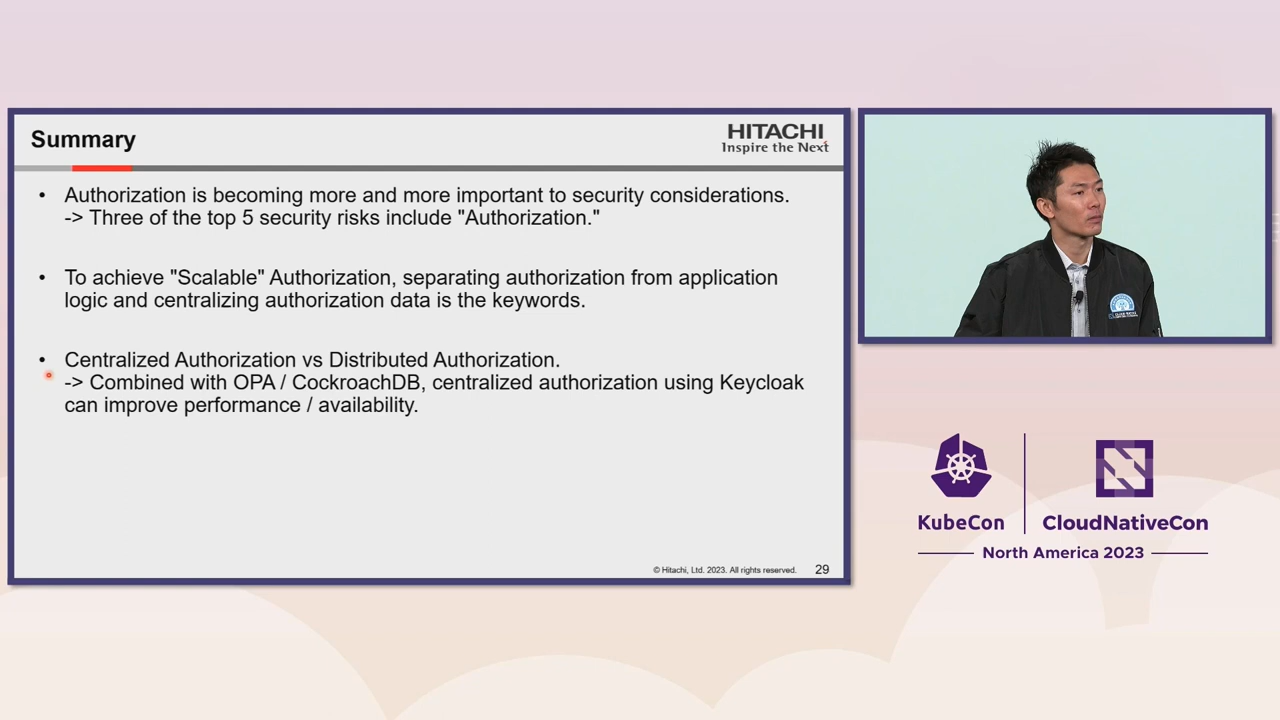 Summary
HITACHI
Inspire the Next
• Authorization is becoming more and more important to security considerations.
-> Three of the top 5 security risks include "Authorization."
• To achieve "Scalable" Authorization, separating authorization from application
logic and centralizing authorization data is the keywords.
• Centralized Authorization vs Distributed Authorization.
-> Combined with OPA / CockroachDB, centralized authorization using Keycloak
can improve performance / availability.
© Hitachi, Ltd. 2023. All rights reserved. 29
KubeCon
CloudNativeCon
North America 2023